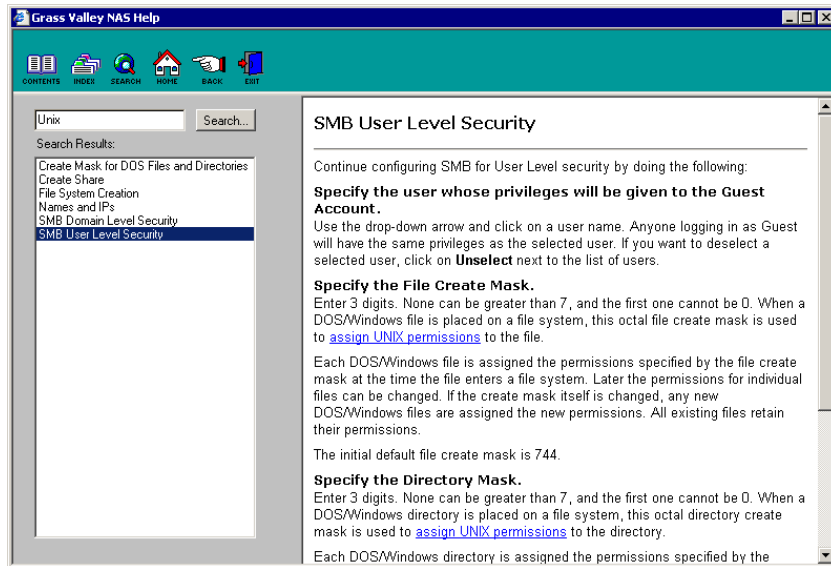 Grass Valley NAS Help
CONTENTS INDEX SEARCH HOME BACK EXIT
Unix
Search...
Search Results:
Create Mask for DOS Files and Directories
Create Share
File System Creation
Names and IPs
SMB Domain Level Security
SMB User Level Security
SMB User Level Security
Continue configuring SMB for User Level security by doing the following:
Specify the user whose privileges will be given to the Guest
Account.
Use the drop-down arrow and click on a user name. Anyone logging in as Guest
will have the same privileges as the selected user. If you want to deselect a
selected user, click on Unselect next to the list of users.
Specify the File Create Mask.
Enter 3 digits. None can be greater than 7, and the first one cannot be 0. When a
DOS/Windows file is placed on a file system, this octal file create mask is used
to assign UNIX permissions to the file.
Each DOS/Windows file is assigned the permissions specified by the file create
mask at the time the file enters a file system. Later the permissions for individual
files can be changed. If the create mask itself is changed, any new
DOS/Windows files are assigned the new permissions. All existing files retain
their permissions.
The initial default file create mask is 744.
Specify the Directory Mask.
Enter 3 digits. None can be greater than 7, and the first one cannot be 0. When a
DOS/Windows directory is placed on a file system, this octal directory create
mask is used to assign UNIX permissions to the directory.
Each DOS/Windows directory is assigned the permissions specified by the